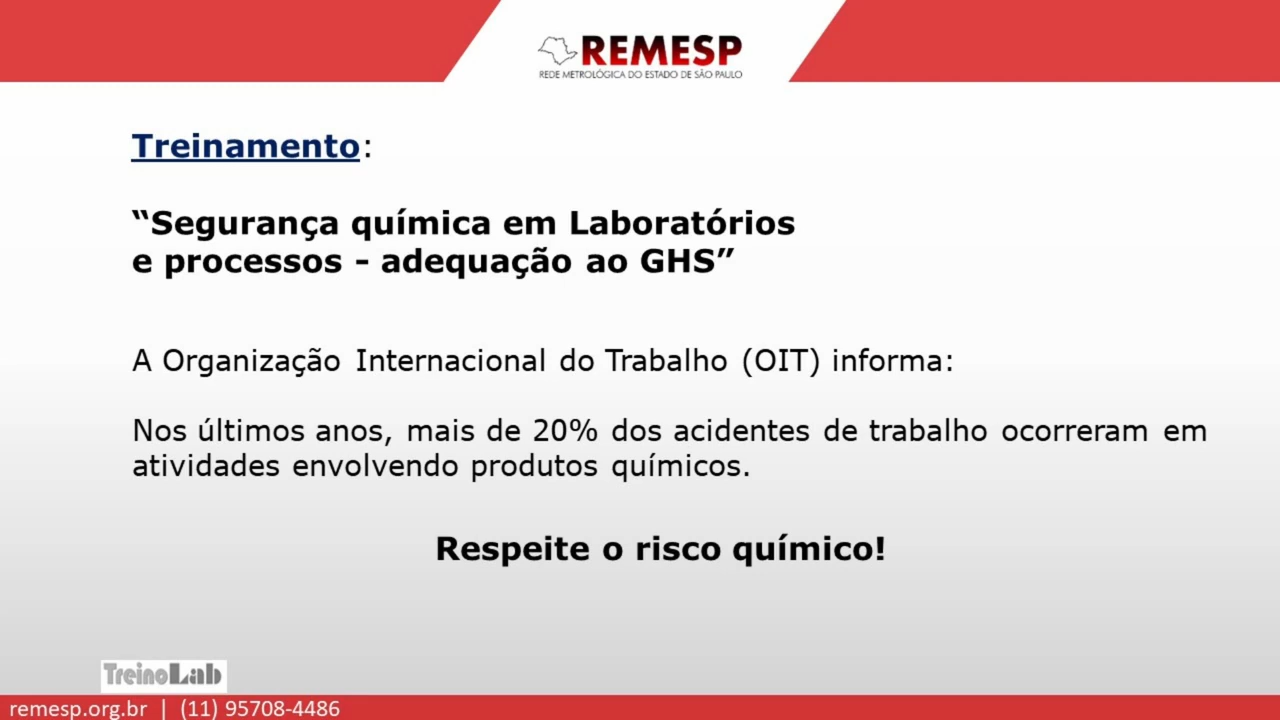 REMESP
REDE METROLÓGICA DO ESTADO DE SÃO PAULO
Treinamento:
“Segurança química em Laboratórios
e processos - adequação ao GHS”
A Organização Internacional do Trabalho (OIT) informa:
Nos últimos anos, mais de 20% dos acidentes de trabalho ocorreram em
atividades envolvendo produtos químicos.
Respeite o risco químico!
TreinoLab
remesp.org.br | (11) 95708-4486